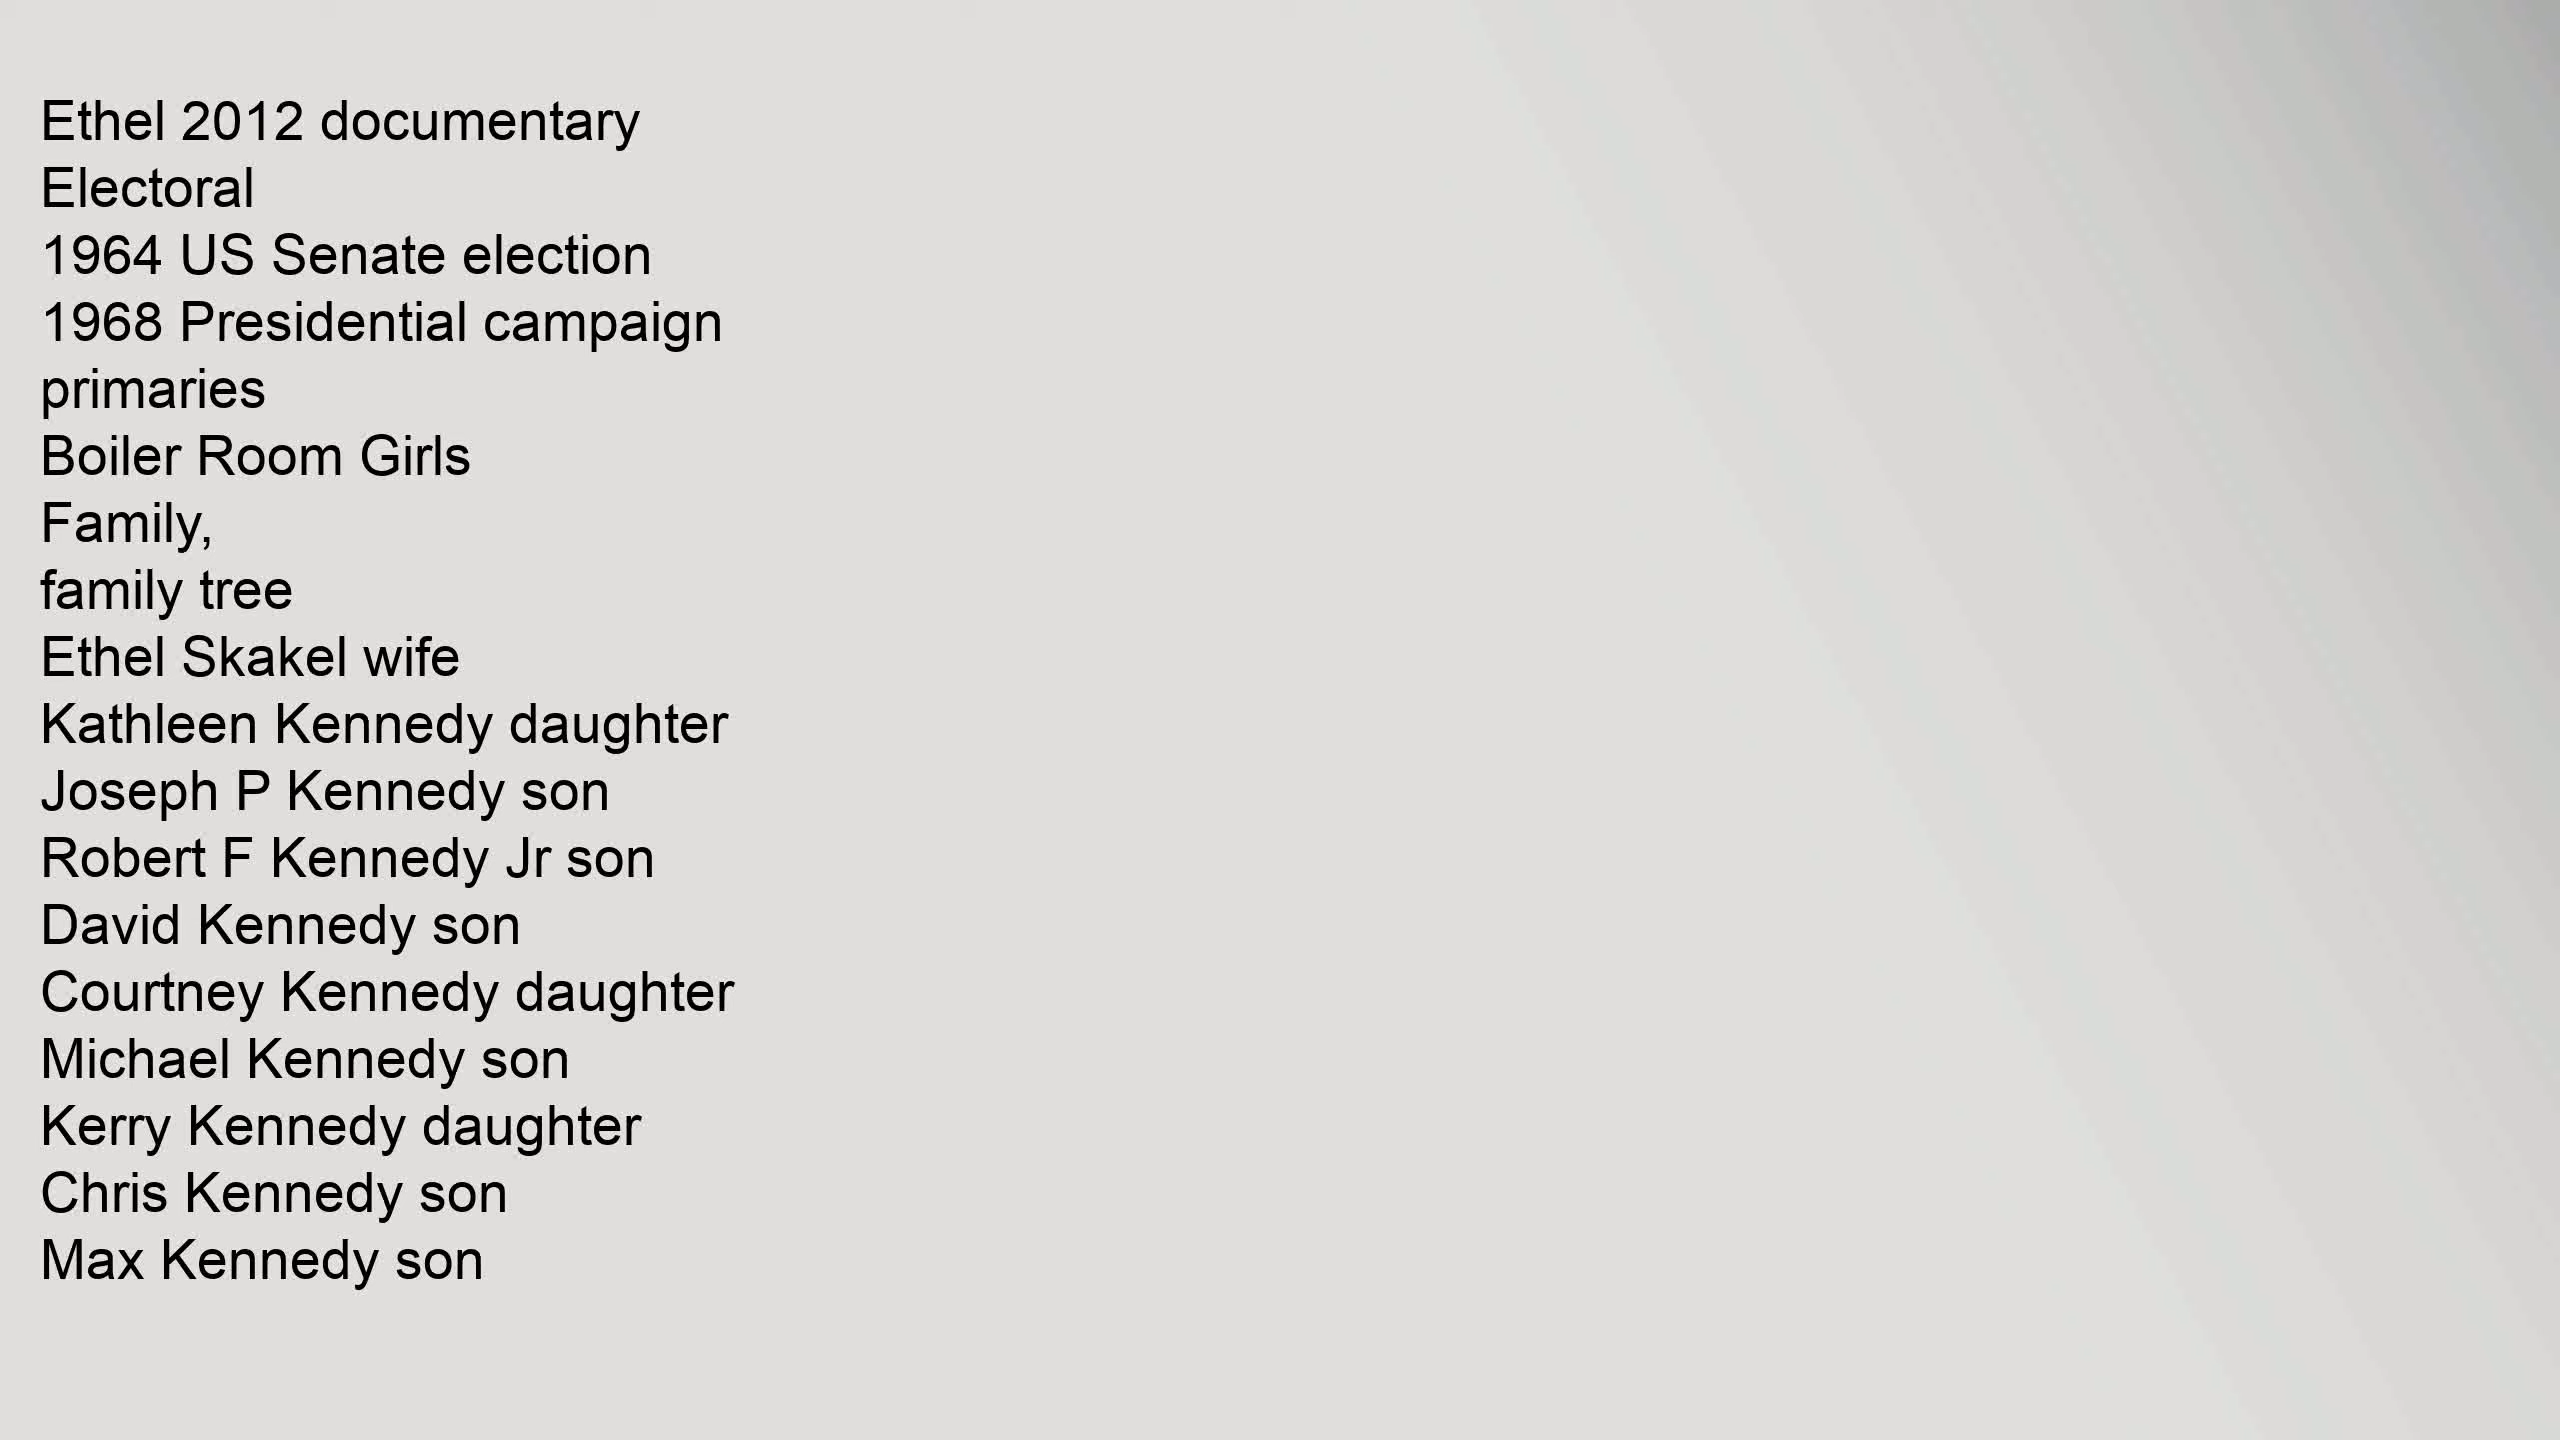 Ethel 2012 documentary
Electoral
1964 US Senate election
1968 Presidential campaign
primaries
Boiler Room Girls
Family,
family tree
Ethel Skakel wife
Kathleen Kennedy daughter
Joseph P Kennedy son
Robert F Kennedy Jr son
David Kennedy son
Courtney Kennedy daughter
Michael Kennedy son
Kerry Kennedy daughter
Chris Kennedy son
Max Kennedy son